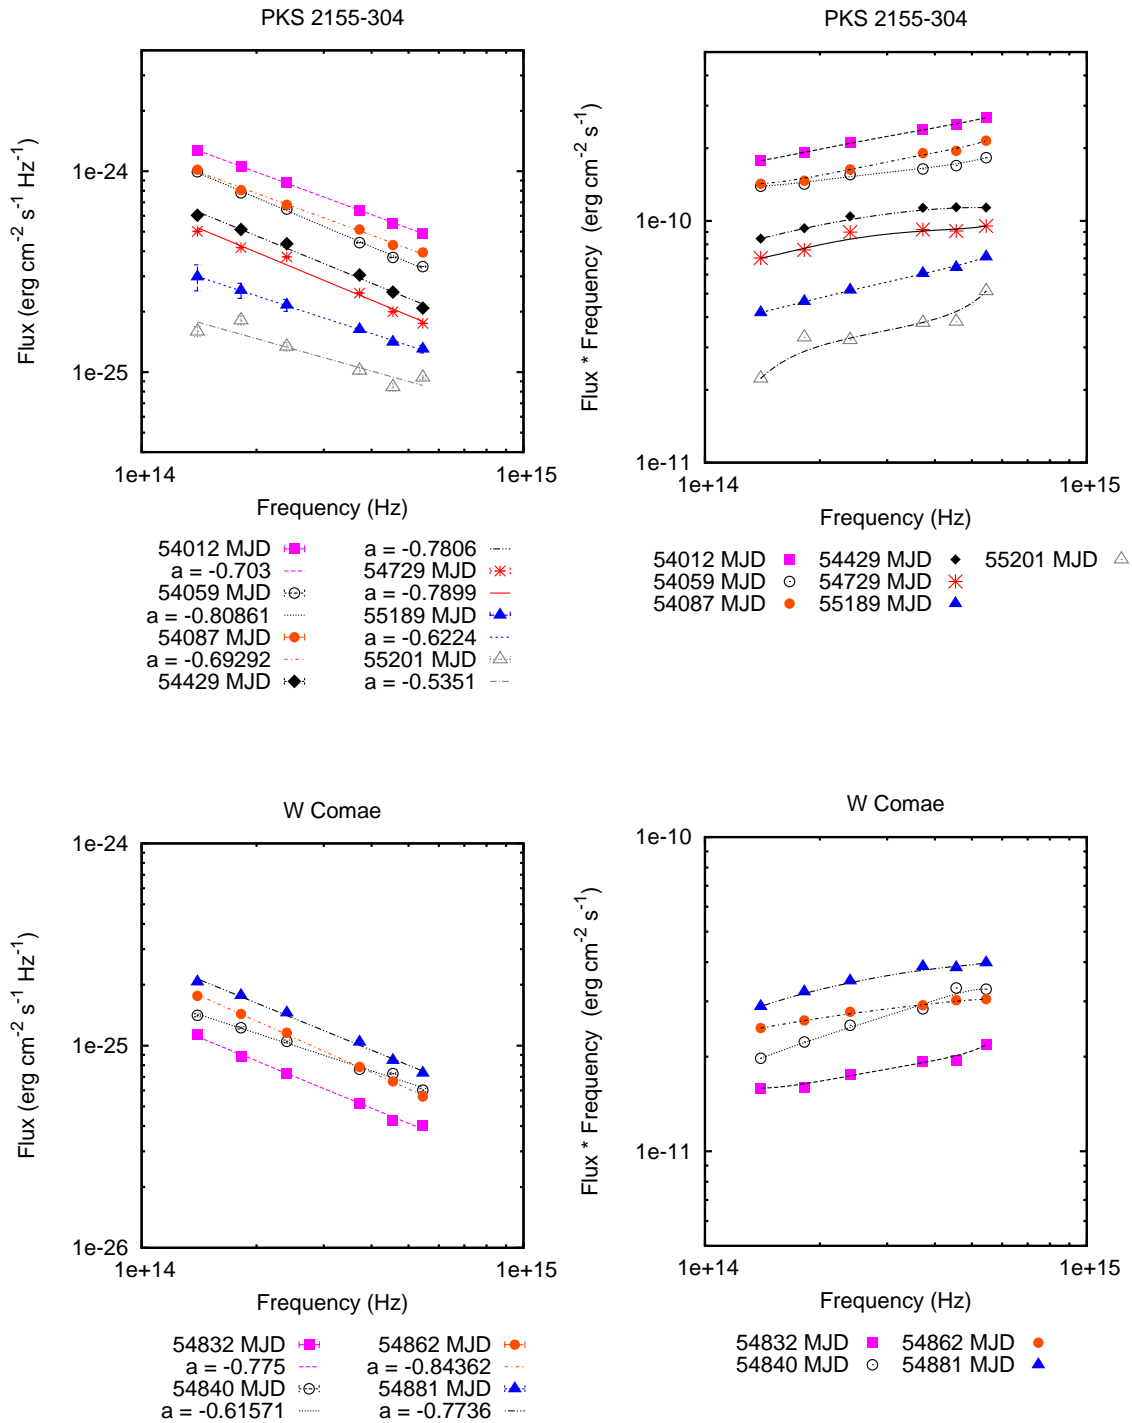 PKS 2155-304
1e-24
1e-25
1e+14
1e+15
Flux (erg cm-2 s-1 Hz-1)
Frequency (Hz)
54012 MJD
a = -0.703
54059 MJD
a = -0.80861
54087 MJD
a = -0.69292
54429 MJD
a = -0.7806
54729 MJD
a = -0.7899
55189 MJD
a = -0.6224
55201 MJD
a = -0.5351
PKS 2155-304
1e-10
1e-11
1e+14
1e+15
Flux * Frequency (erg cm-2 s-1)
Frequency (Hz)
54012 MJD
54059 MJD
54087 MJD
54429 MJD
54729 MJD
55189 MJD
55201 MJD
W Comae
1e-24
1e-25
1e-26
1e+14
1e+15
Flux (erg cm-2 s-1 Hz-1)
Frequency (Hz)
54832 MJD
a = -0.775
54840 MJD
a = -0.61571
54862 MJD
a = -0.84362
54881 MJD
a = -0.7736
W Comae
1e-10
1e-11
1e+14
1e+15
Flux * Frequency (erg cm-2 s-1)
Frequency (Hz)
54832 MJD
54840 MJD
54862 MJD
54881 MJD